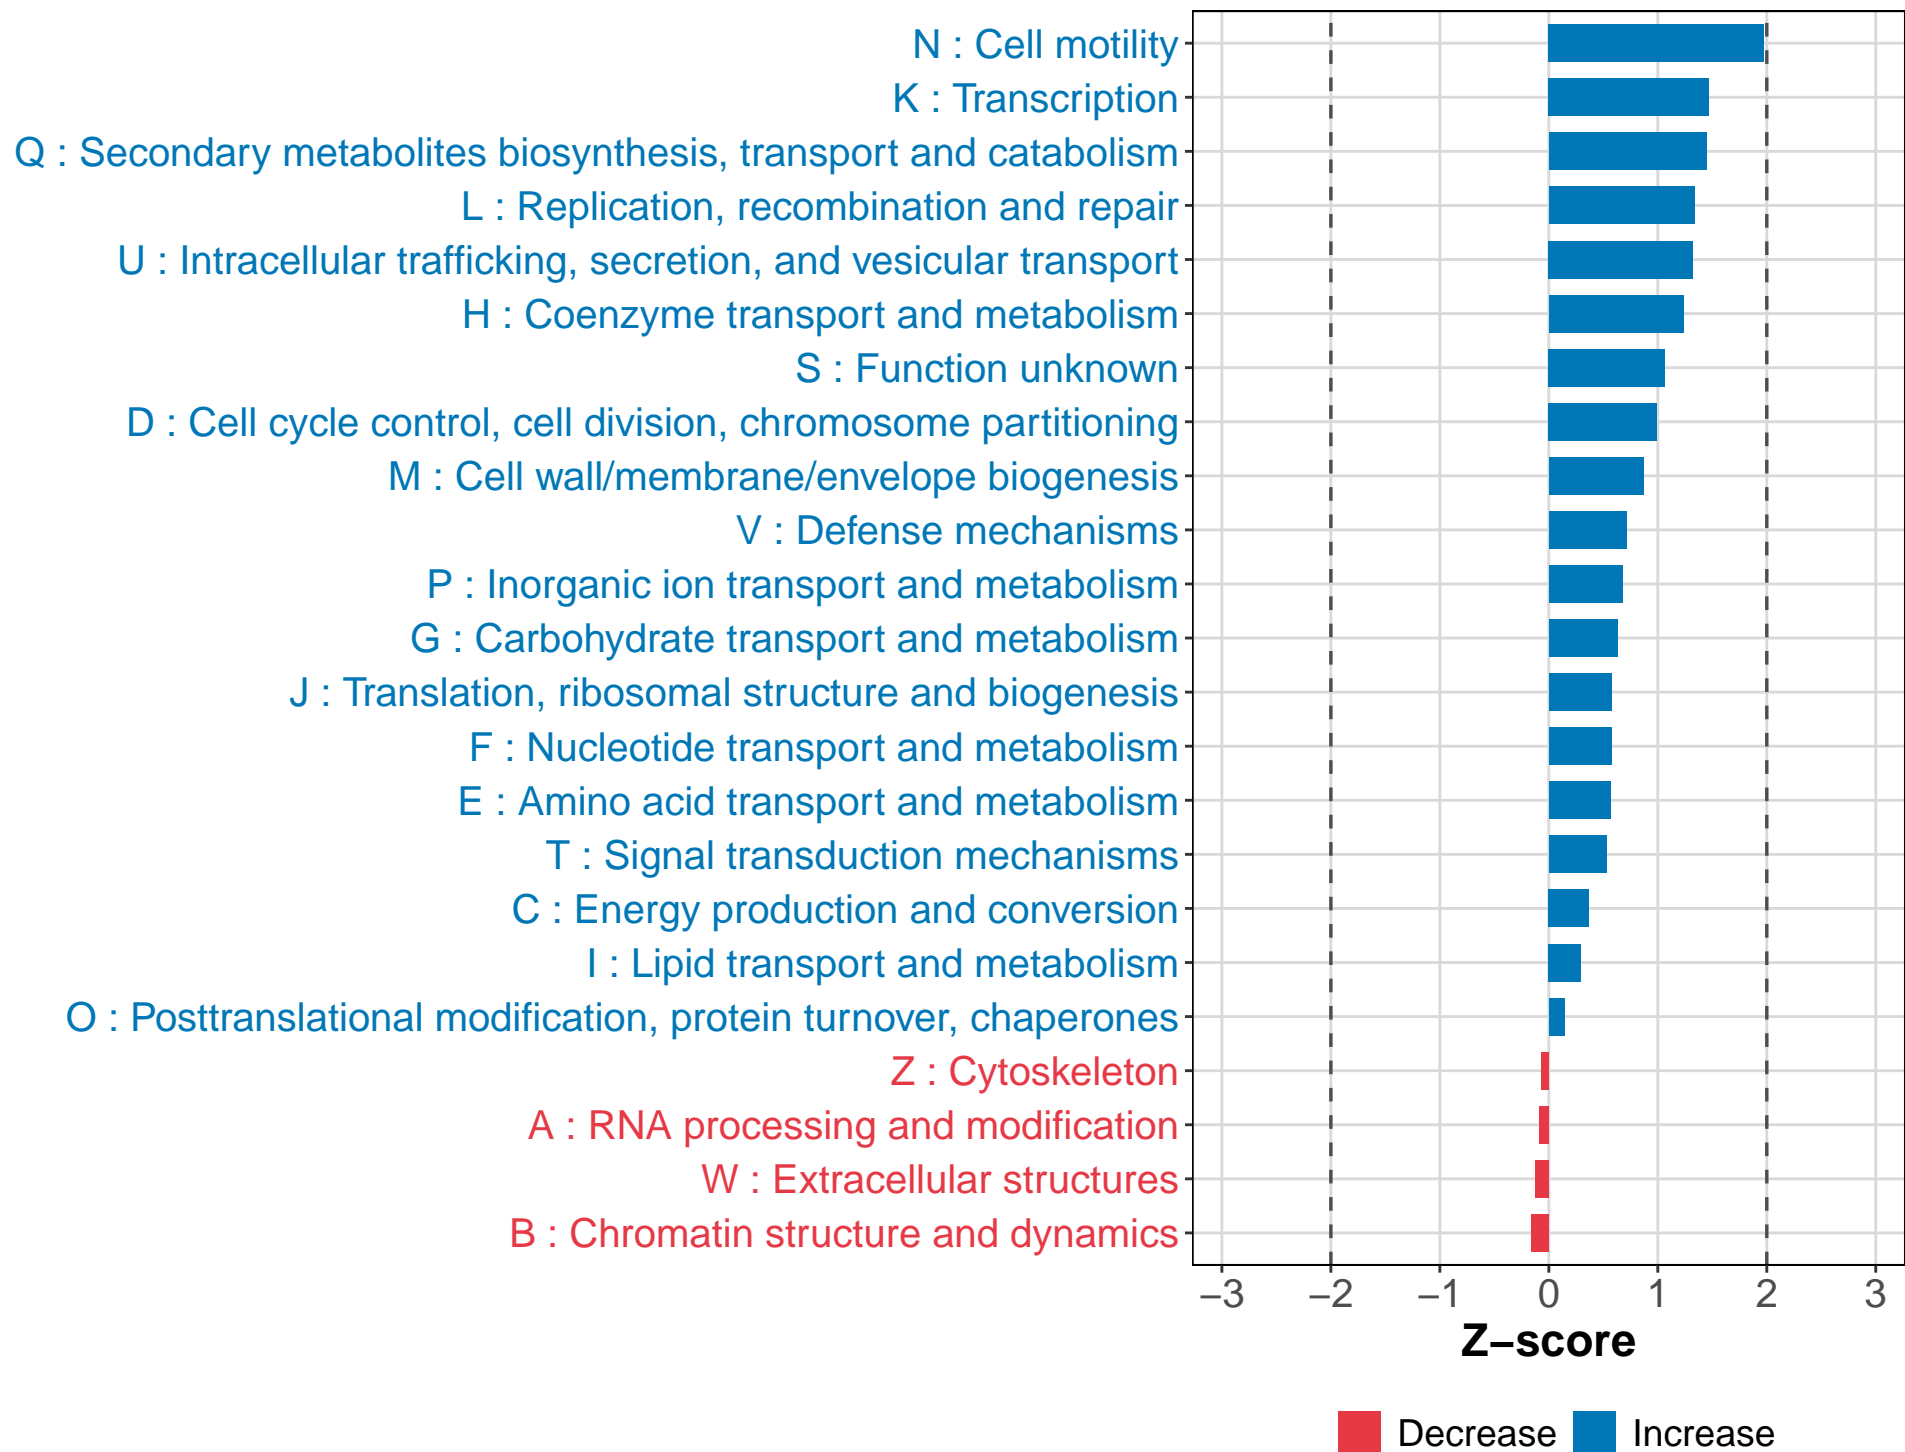 N : Cell motility
K : Transcription
Q : Secondary metabolites biosynthesis, transport and catabolism
L : Replication, recombination and repair
U : Intracellular trafficking, secretion, and vesicular transport
H : Coenzyme transport and metabolism
S : Function unknown
D : Cell cycle control, cell division, chromosome partitioning
M : Cell wall/membrane/envelope biogenesis
V : Defense mechanisms
P : Inorganic ion transport and metabolism
G : Carbohydrate transport and metabolism
J : Translation, ribosomal structure and biogenesis
F : Nucleotide transport and metabolism
E : Amino acid transport and metabolism
T : Signal transduction mechanisms
C : Energy production and conversion
I : Lipid transport and metabolism
O : Posttranslational modification, protein turnover, chaperones
Z : Cytoskeleton
A : RNA processing and modification
W : Extracellular structures
B : Chromatin structure and dynamics
−3 −2 −1 0 1 2 3
Z−score
Decrease Increase